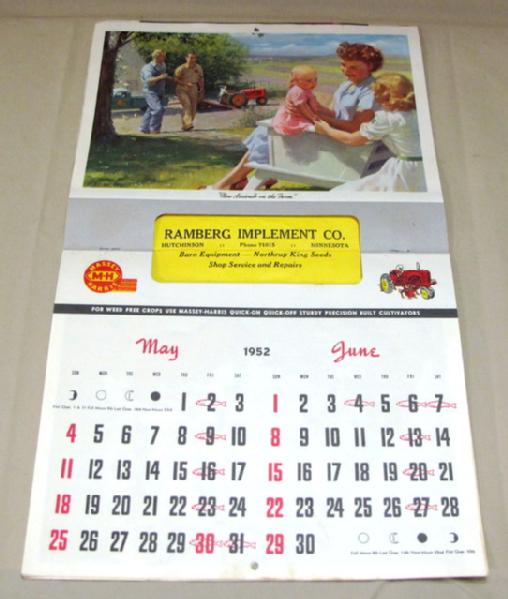 "New Arrival on the Farm"
RAMBERG IMPLEMENT CO.
HUTCHINSON :: Phone 710J5 :: MINNESOTA
Barn Equipment — Northrup King Seeds
Shop Service and Repairs
MASSEY
M-H
HARRIS
FOR WEED FREE CROPS USE MASSEY-HARRIS QUICK-ON QUICK-OFF STURDY PRECISION BUILT CULTIVATORS
May 1952 June
SUN MON TUE WED THU FRI SAT SUN MON TUE WED THU FRI SAT
1 2 3 1 2 3 4 5 6 7
4 5 6 7 8 9 10 8 9 10 11 12 13 14
11 12 13 14 15 16 17 15 16 17 18 19 20 21
18 19 20 21 22 23 24 22 23 24 25 26 27 28
25 26 27 28 29 30 31 29 30